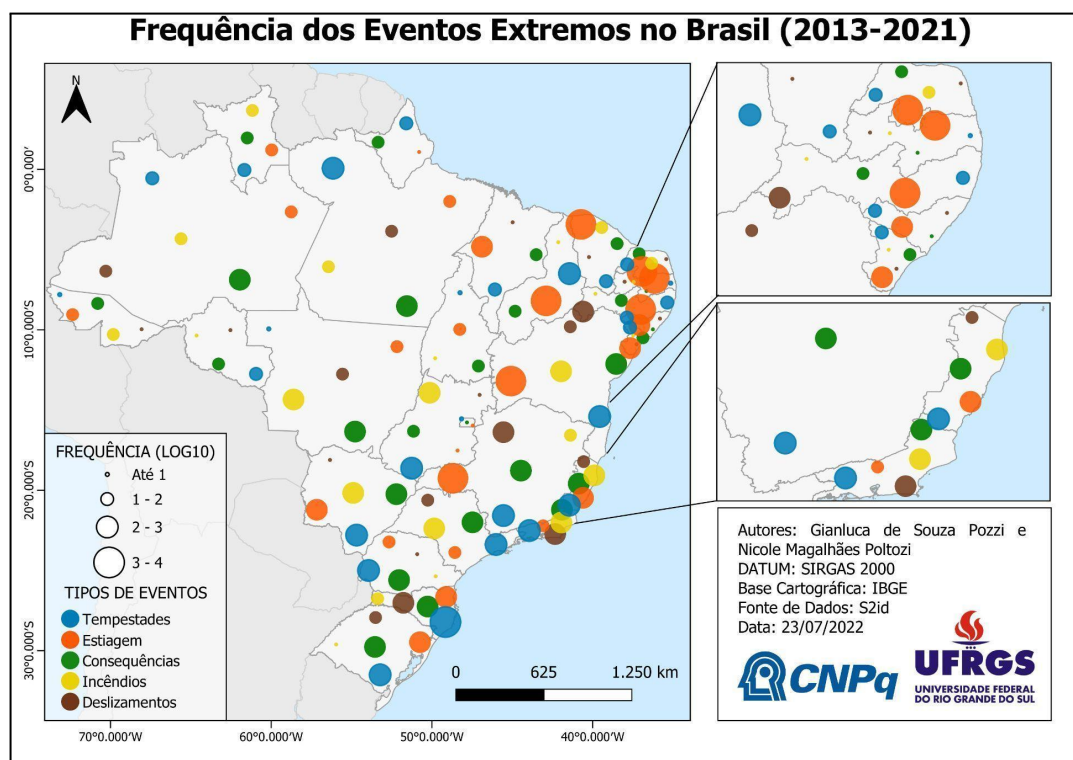 Frequência dos Eventos Extremos no Brasil (2013-2021)
N
0°0.000'
10°0.000'S
20°0.000'S
30°0.000'S
FREQUÊNCIA (LOG10)
Até 1
1 - 2
2 - 3
3 - 4
TIPOS DE EVENTOS
Tempestades
Estiagem
Consequências
Incêndios
Deslizamentos
0 625 1.250 km
70°0.000'W 60°0.000'W 50°0.000'W 40°0.000'W
Autores: Gianluca de Souza Pozzi e
Nicole Magalhães Poltozi
DATUM: SIRGAS 2000
Base Cartográfica: IBGE
Fonte de Dados: S2id
Data: 23/07/2022
CNPq
UFRGS
UNIVERSIDADE FEDERAL
DO RIO GRANDE DO SUL